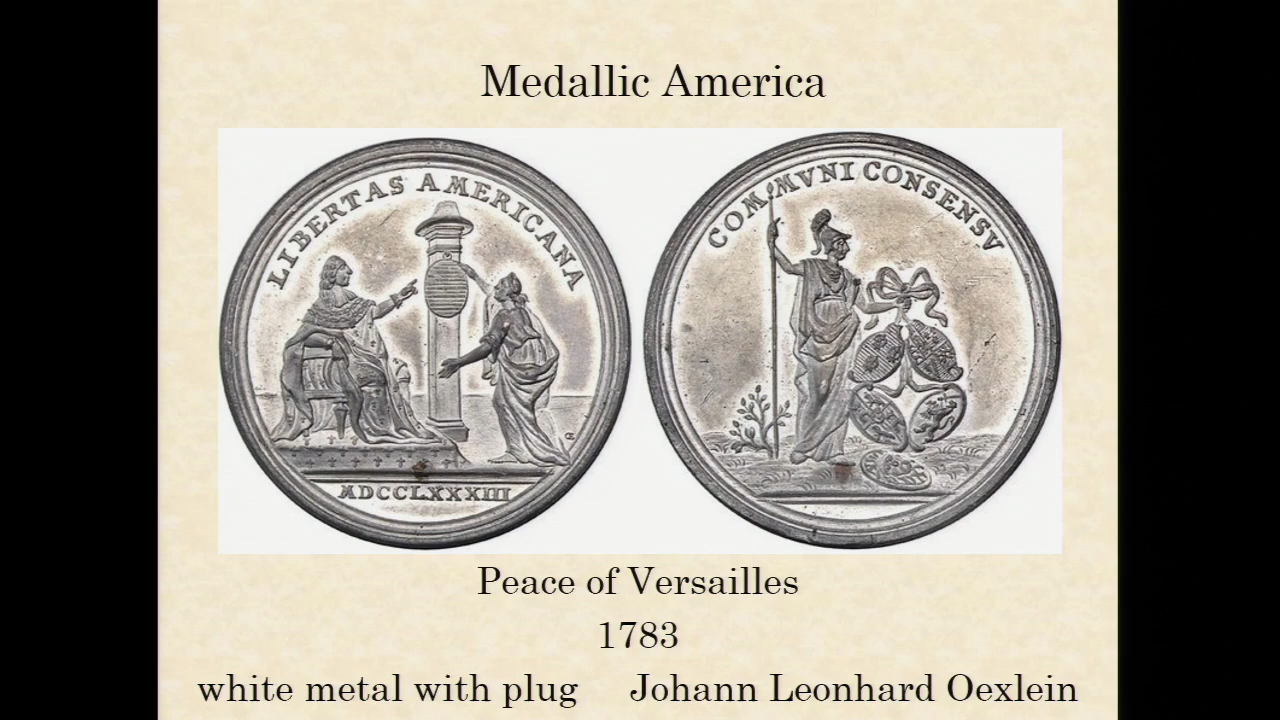 Medallic America
LIBERTAS AMERICANA
MDCCLXXXIII
COMMVNI CONSENSV
Peace of Versailles
1783
white metal with plug Johann Leonhard Oexlein